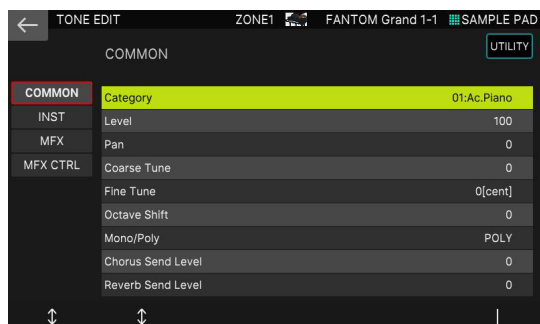 TONE EDIT ZONE1 FANTOM Grand 1-1 SAMPLE PAD
COMMON UTILITY
COMMON
INST
MFX
MFX CTRL
Category 01:Ac.Piano
Level 100
Pan 0
Coarse Tune 0
Fine Tune 0[cent]
Octave Shift 0
Mono/Poly POLY
Chorus Send Level 0
Reverb Send Level 0